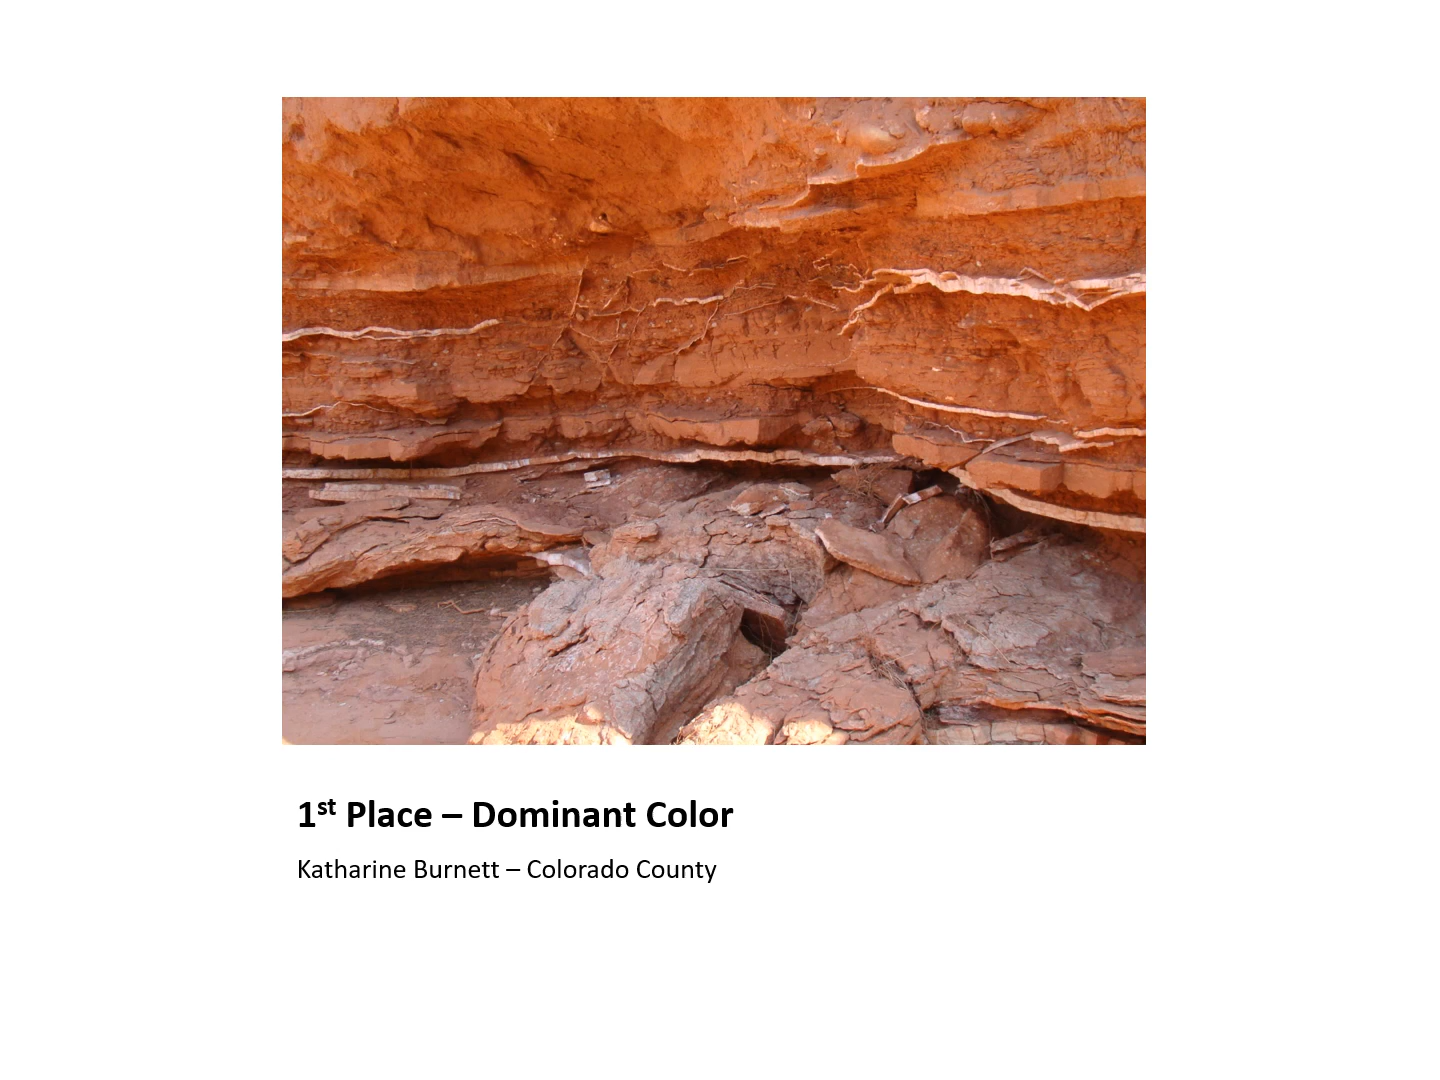 1st Place – Dominant Color
Katharine Burnett – Colorado County